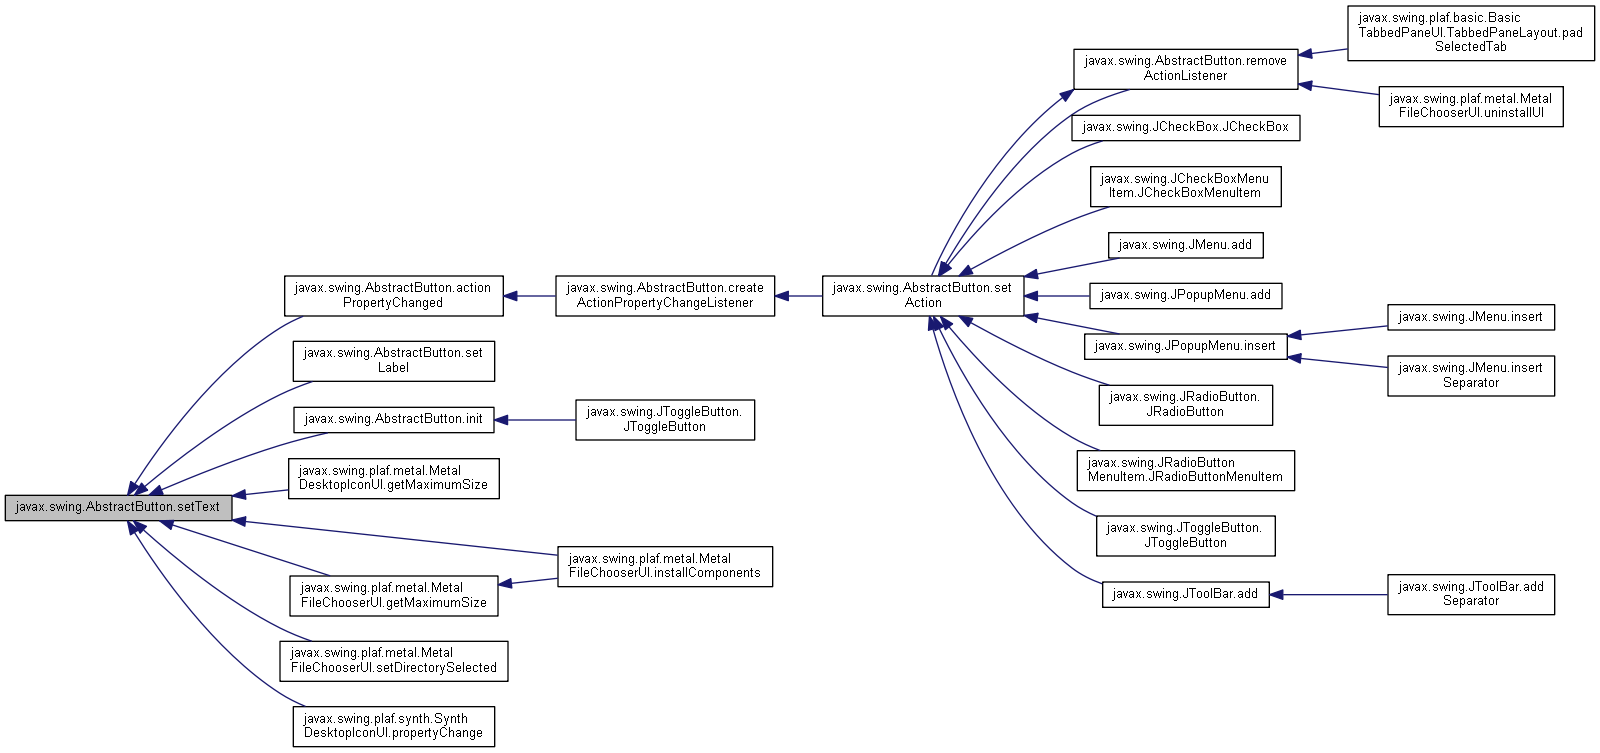 javax.swing.plaf.basic.Basic
TabbedPaneUI.TabbedPaneLayout.pad
SelectedTab
javax.swing.AbstractButton.remove
ActionListener
javax.swing.plaf.metal.Metal
FileChooserUI.uninstallUI
javax.swing.JCheckBox.JCheckBox
javax.swing.JCheckBoxMenu
Item.JCheckBoxMenuItem
javax.swing.JMenu.add
javax.swing.AbstractButton.action
PropertyChanged
javax.swing.AbstractButton.create
ActionPropertyChangeListener
javax.swing.AbstractButton.set
Action
javax.swing.JPopupMenu.add
javax.swing.JMenu.insert
javax.swing.JPopupMenu.insert
javax.swing.AbstractButton.set
Label
javax.swing.JMenu.insert
Separator
javax.swing.JRadioButton.
JRadioButton
javax.swing.AbstractButton.init
javax.swing.JToggleButton.
JToggleButton
javax.swing.plaf.metal.Metal
DesktopIconUI.getMaximumSize
javax.swing.JRadioButton
MenuItem.JRadioButtonMenuItem
javax.swing.AbstractButton.setText
javax.swing.JToggleButton.
JToggleButton
javax.swing.plaf.metal.Metal
FileChooserUI.installComponents
javax.swing.plaf.metal.Metal
FileChooserUI.getMaximumSize
javax.swing.JToolBar.add
javax.swing.JToolBar.add
Separator
javax.swing.plaf.metal.Metal
FileChooserUI.setDirectorySelected
javax.swing.plaf.synth.Synth
DesktopIconUI.propertyChange